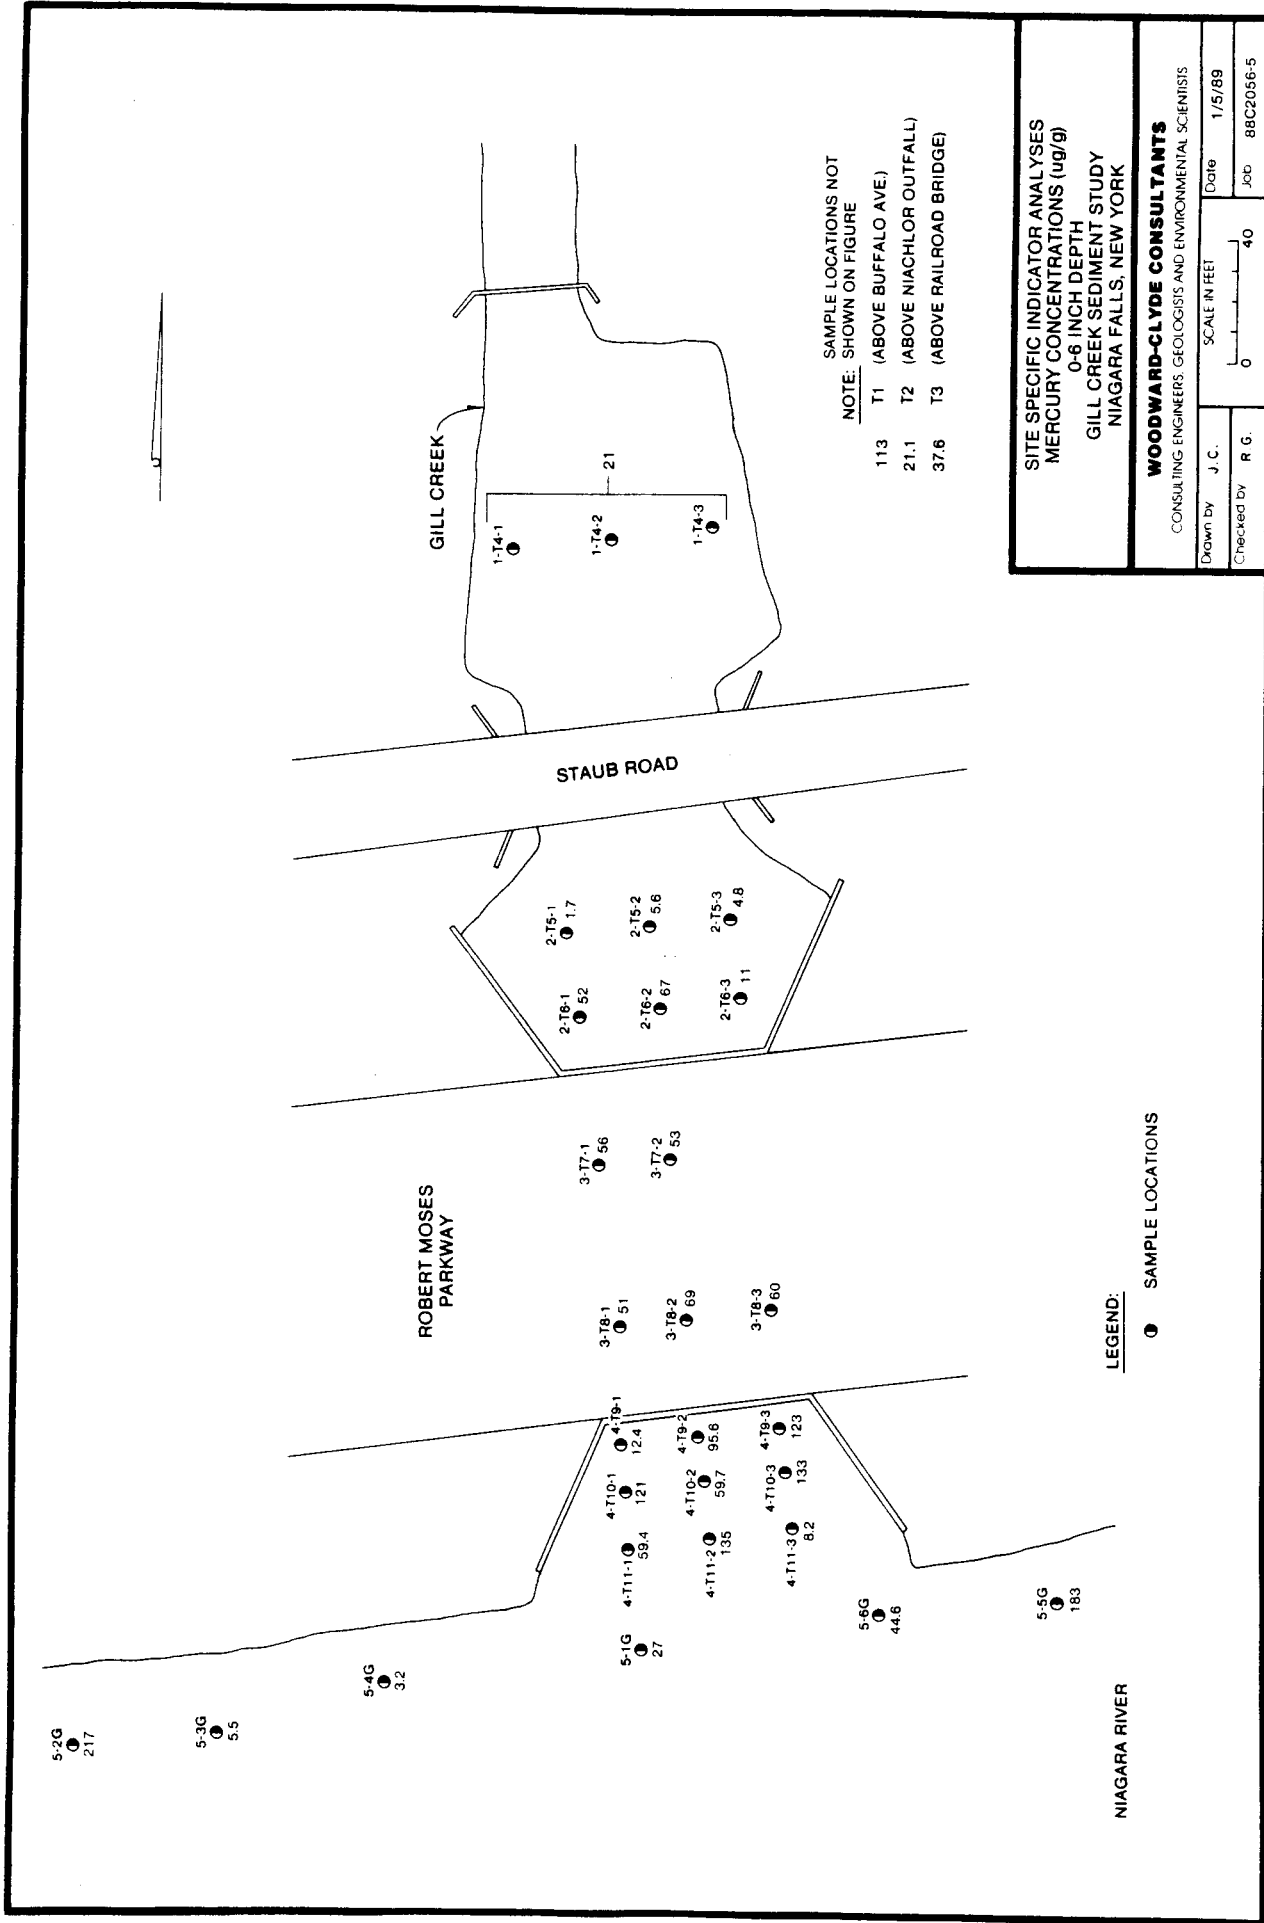 GILL CREEK
1-T4-1
1-T4-2
1-T4-3
21
NOTE: SAMPLE LOCATIONS NOT
SHOWN ON FIGURE
113 T1 (ABOVE BUFFALO AVE.)
21.1 T2 (ABOVE NIACHLOR OUTFALL)
37.6 T3 (ABOVE RAILROAD BRIDGE)
STAUB ROAD
2-T5-1
1.7
2-T5-2
5.6
2-T5-3
4.8
2-T6-1
52
2-T6-2
67
2-T6-3
11
ROBERT MOSES
PARKWAY
3-T7-1
56
3-T7-2
53
3-T8-1
51
3-T8-2
69
3-T8-3
60
4-T9-1
12.4
4-T9-2
95.6
4-T9-3
123
4-T10-1
121
4-T10-2
59.7
4-T10-3
133
4-T11-1
59.4
4-T11-2
135
4-T11-3
8.2
5-1G
27
5-2G
217
5-3G
5.5
5-4G
3.2
5-6G
44.6
5-5G
183
NIAGARA RIVER
LEGEND:
SAMPLE LOCATIONS
SITE SPECIFIC INDICATOR ANALYSES
MERCURY CONCENTRATIONS (ug/g)
0-6 INCH DEPTH
GILL CREEK SEDIMENT STUDY
NIAGARA FALLS, NEW YORK
WOODWARD-CLYDE CONSULTANTS
CONSULTING ENGINEERS, GEOLOGISTS AND ENVIRONMENTAL SCIENTISTS
Drawn by J.C.
Checked by R.G.
SCALE IN FEET
0 40
Date 1/5/89
Job 88C2056-5